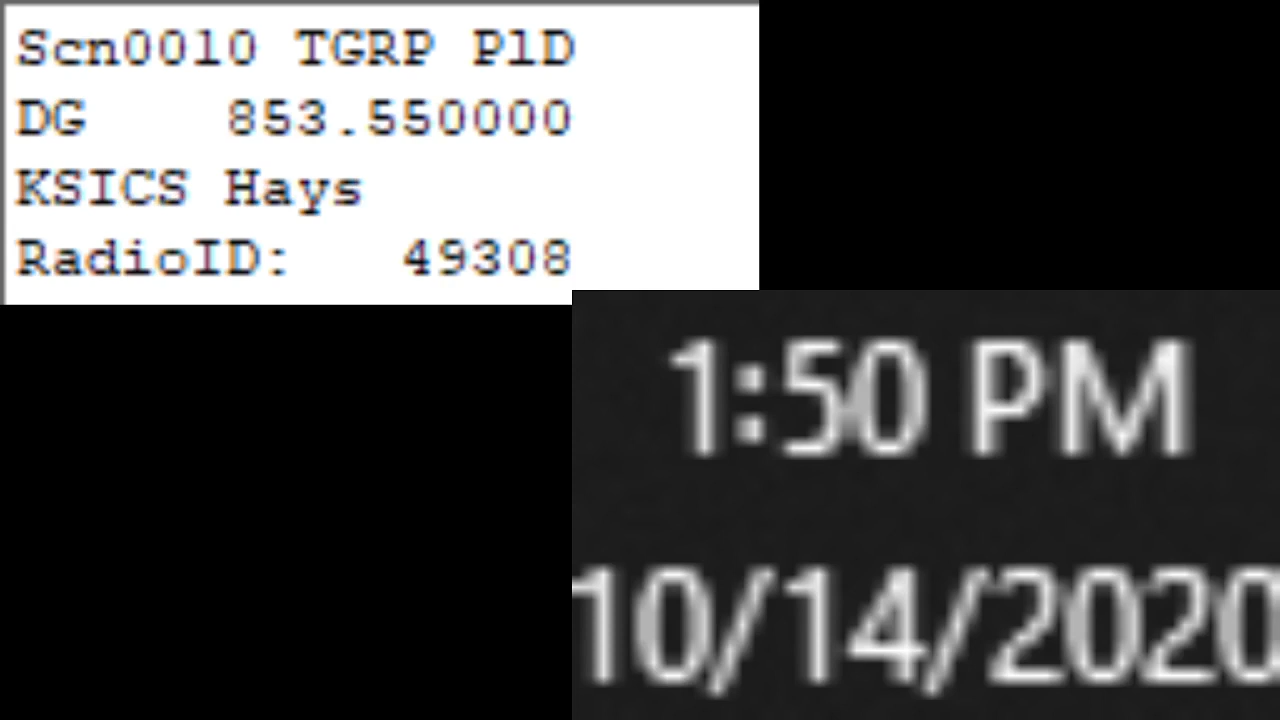 Scn0010 TGRP P1D
DG 853.550000
KSICS Hays
RadioID: 49308
1:50 PM
10/14/2020